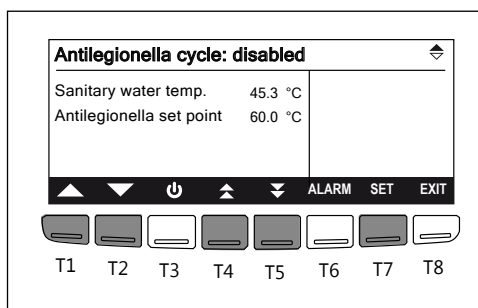 Antilegionella cycle: disabled
Sanitary water temp. 45.3 °C
Antilegionella set point 60.0 °C
ALARM SET EXIT
T1 T2 T3 T4 T5 T6 T7 T8